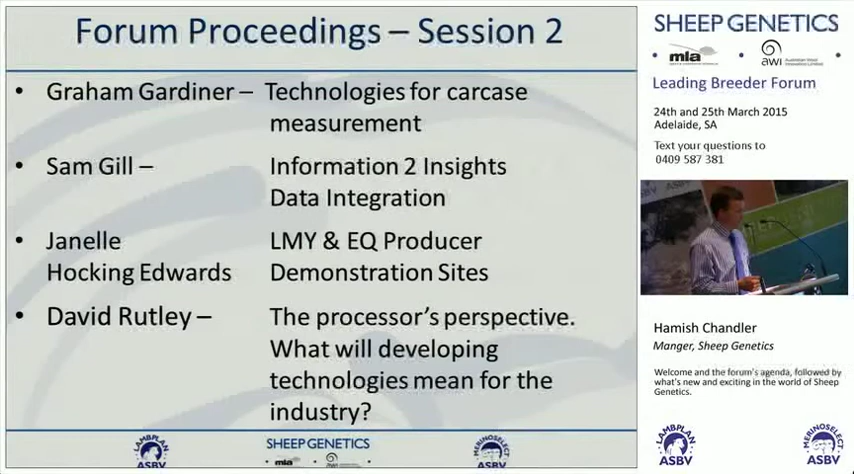 Forum Proceedings – Session 2
• Graham Gardiner – Technologies for carcase
measurement
• Sam Gill – Information 2 Insights
Data Integration
• Janelle LMY & EQ Producer
Hocking Edwards Demonstration Sites
• David Rutley – The processor's perspective.
What will developing
technologies mean for the
industry?
LAMBPLAN
ASBV
SHEEP GENETICS
mla
awi
MERINOSELECT
ASBV
SHEEP GENETICS
• mla • awi •
Leading Breeder Forum
24th and 25th March 2015
Adelaide, SA
Text your questions to
0409 587 381
ASBV
Hamish Chandler
Manger, Sheep Genetics
Welcome and the forum's agenda, followed by
what's new and exciting in the world of Sheep
Genetics.
LAMBPLAN
ASBV
MERINOSELECT
ASBV